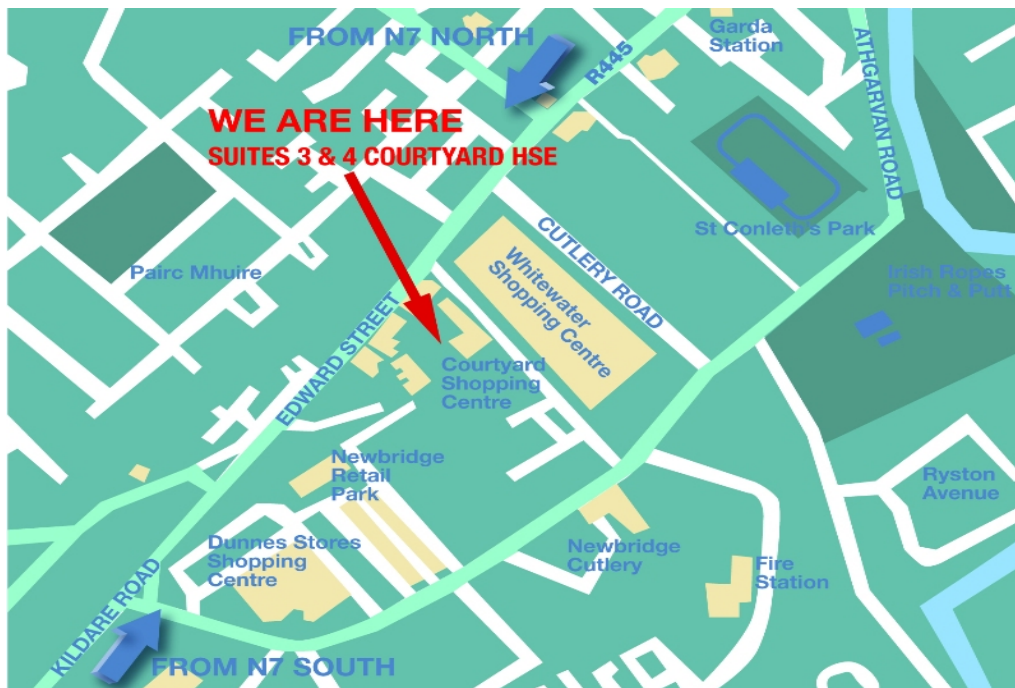 FROM N7 NORTH
Garda
Station
R445
ATHGARVAN ROAD
WE ARE HERE
SUITES 3 & 4 COURTYARD HSE
St Conleth's Park
CUTLERY ROAD
Pairc Mhuire
Whitewater
Shopping Centre
Irish Ropes
Pitch & Putt
EDWARD STREET
Courtyard
Shopping
Centre
Newbridge
Retail
Park
Ryston
Avenue
Dunnes Stores
Shopping
Centre
Newbridge
Cutlery
Fire
Station
KILDARE ROAD
FROM N7 SOUTH